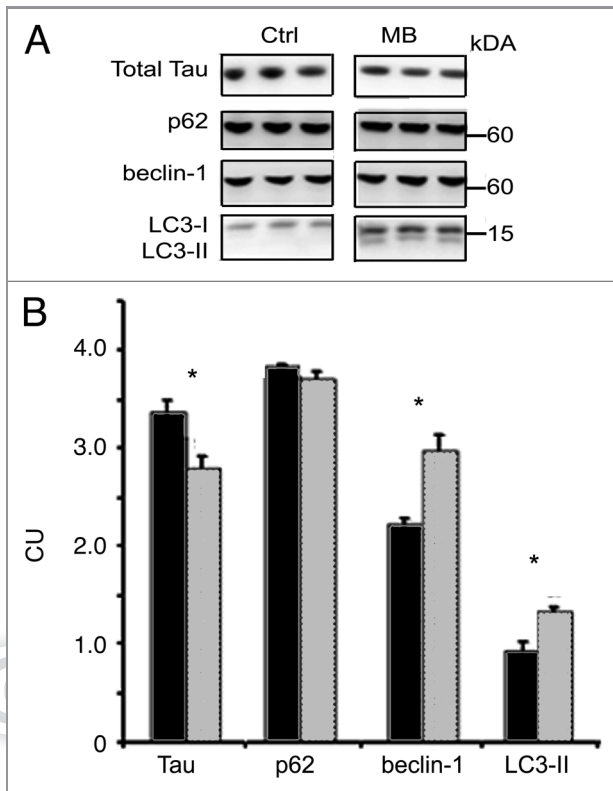 A
Ctrl MB kDA
Total Tau
p62
60
beclin-1
60
LC3-I
15
LC3-II
B
4.0
*
*
3.0
CU
2.0
*
1.0
0
Tau p62 beclin-1 LC3-II